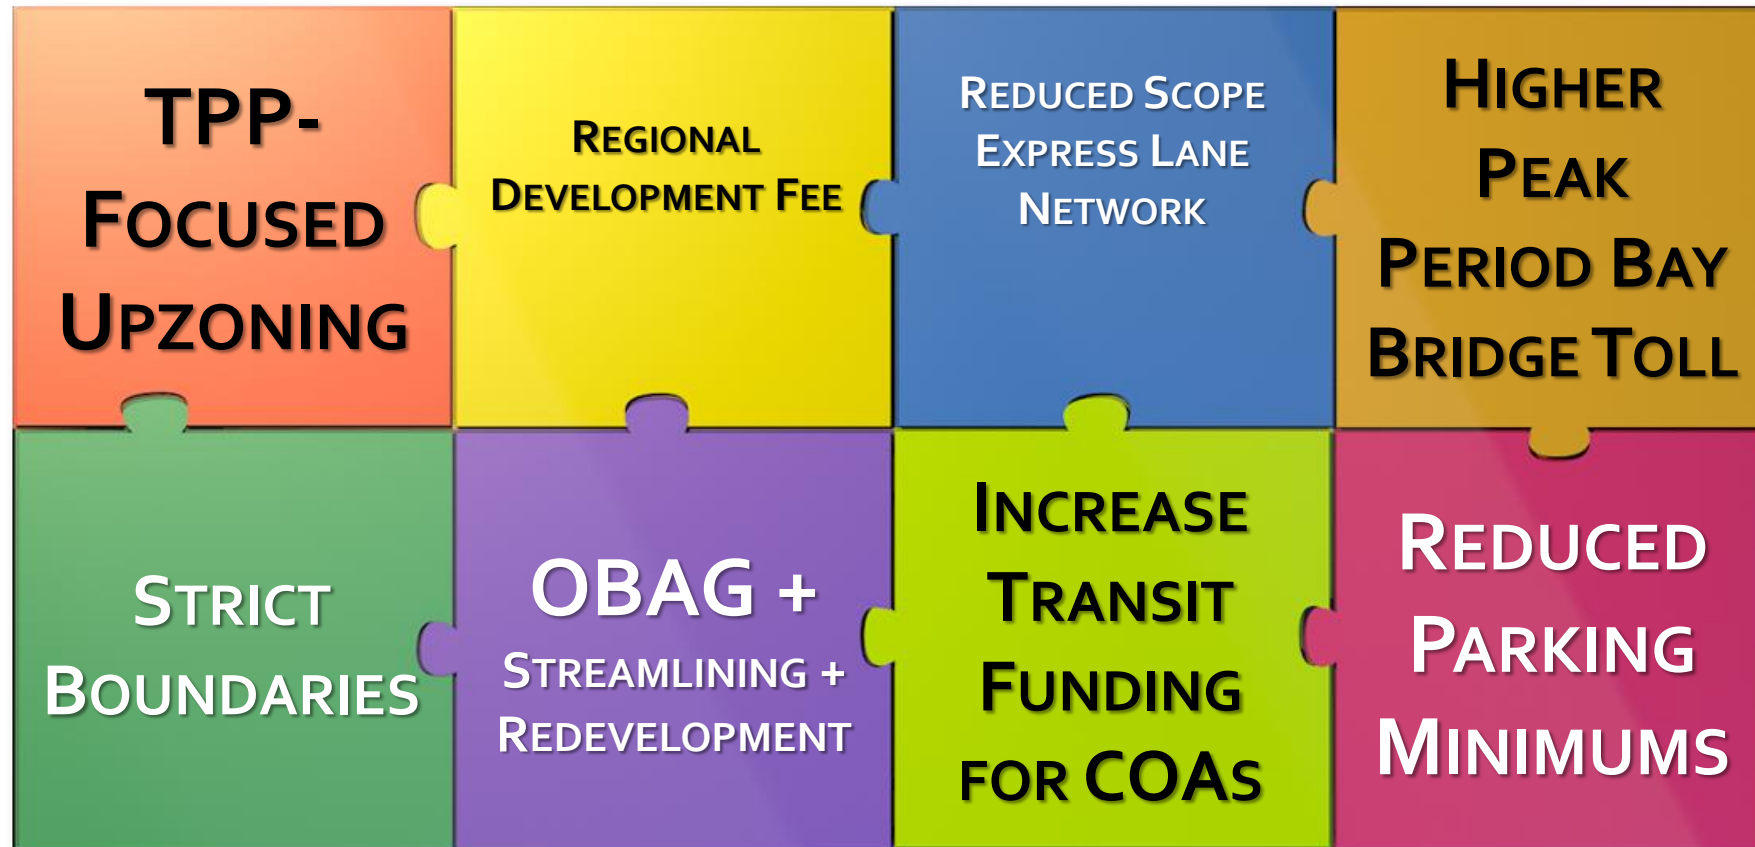 TPP-
FOCUSED
UPZONING
REGIONAL
DEVELOPMENT FEE
REDUCED SCOPE
EXPRESS LANE
NETWORK
HIGHER
PEAK
PERIOD BAY
BRIDGE TOLL
STRICT
BOUNDARIES
OBAG +
STREAMLINING +
REDEVELOPMENT
INCREASE
TRANSIT
FUNDING
FOR COAS
REDUCED
PARKING
MINIMUMS